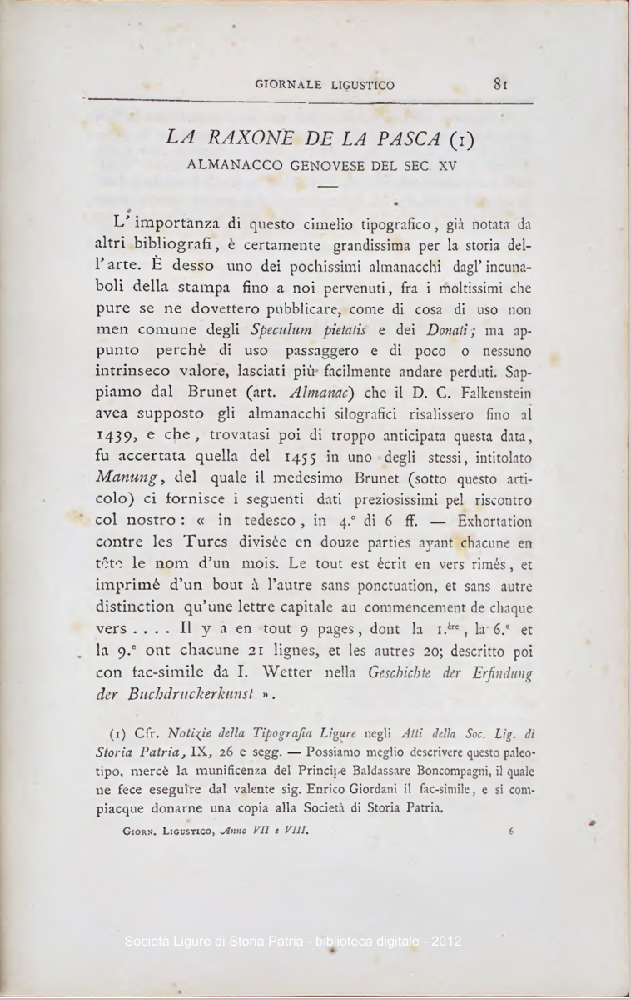 GIORNALE LIGUSTICO 81
LA RAXONE DE LA PASCA (1)
ALMANACCO GENOVESE DEL SEC. XV
L' importanza di questo cimelio tipografico, già notata da
altri bibliografi, è certamente grandissima per la storia del-
l'arte. È desso uno dei pochissimi almanacchi dagl' incuna-
boli della stampa fino a noi pervenuti, fra i moltissimi che
pure se ne dovettero pubblicare, come di cosa di uso non
men comune degli Speculum pietatis e dei Donati; ma ap-
punto perchè di uso passaggero e di poco o nessuno
intrinseco valore, lasciati più facilmente andare perduti. Sap-
piamo dal Brunet (art. Almanac) che il D. C. Falkenstein
avea supposto gli almanacchi silografici risalissero fino al
1439, e che, trovatasi poi di troppo anticipata questa data,
fu accertata quella del 1455 in uno degli stessi, intitolato
Manung, del quale il medesimo Brunet (sotto questo arti-
colo) ci fornisce i seguenti dati preziosissimi pel riscontro
col nostro: « in tedesco, in 4.° di 6 ff. — Exhortation
contre les Turcs divisée en douze parties ayant chacune en
tête le nom d'un mois. Le tout est écrit en vers rimés, et
imprimé d'un bout à l'autre sans ponctuation, et sans autre
distinction qu'une lettre capitale au commencement de chaque
vers . . . . Il y a en tout 9 pages, dont la 1.ère, la 6.e et
la 9.e ont chacune 21 lignes, et les autres 20; descritto poi
con fac-simile da I. Wetter nella Geschichte der Erfindung
der Buchdruckerkunst ».
(1) Cfr. Notizie della Tipografia Ligure negli Atti della Soc. Lig. di
Storia Patria, IX, 26 e segg. — Possiamo meglio descrivere questo paleo-
tipo, mercè la munificenza del Principe Baldassare Boncompagni, il quale
ne fece eseguire dal valente sig. Enrico Giordani il fac-simile, e si com-
piacque donarne una copia alla Società di Storia Patria.
GIORN. LIGUSTICO, Anno VII e VIII. 6
Società Ligure di Storia Patria - biblioteca digitale - 2012